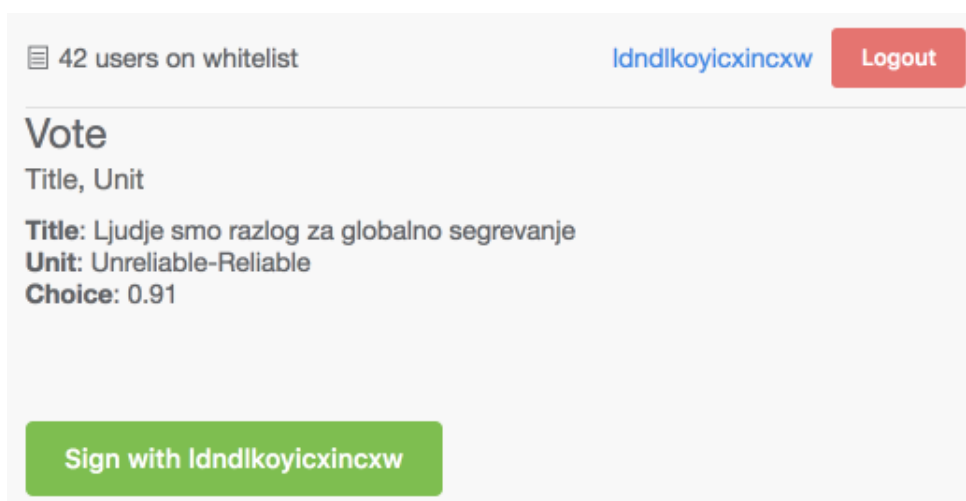 42 users on whitelist ldndlkoyicxincxw Logout
Vote
Title, Unit
Title: Ljudje smo razlog za globalno segrevanje
Unit: Unreliable-Reliable
Choice: 0.91
Sign with ldndlkoyicxincxw